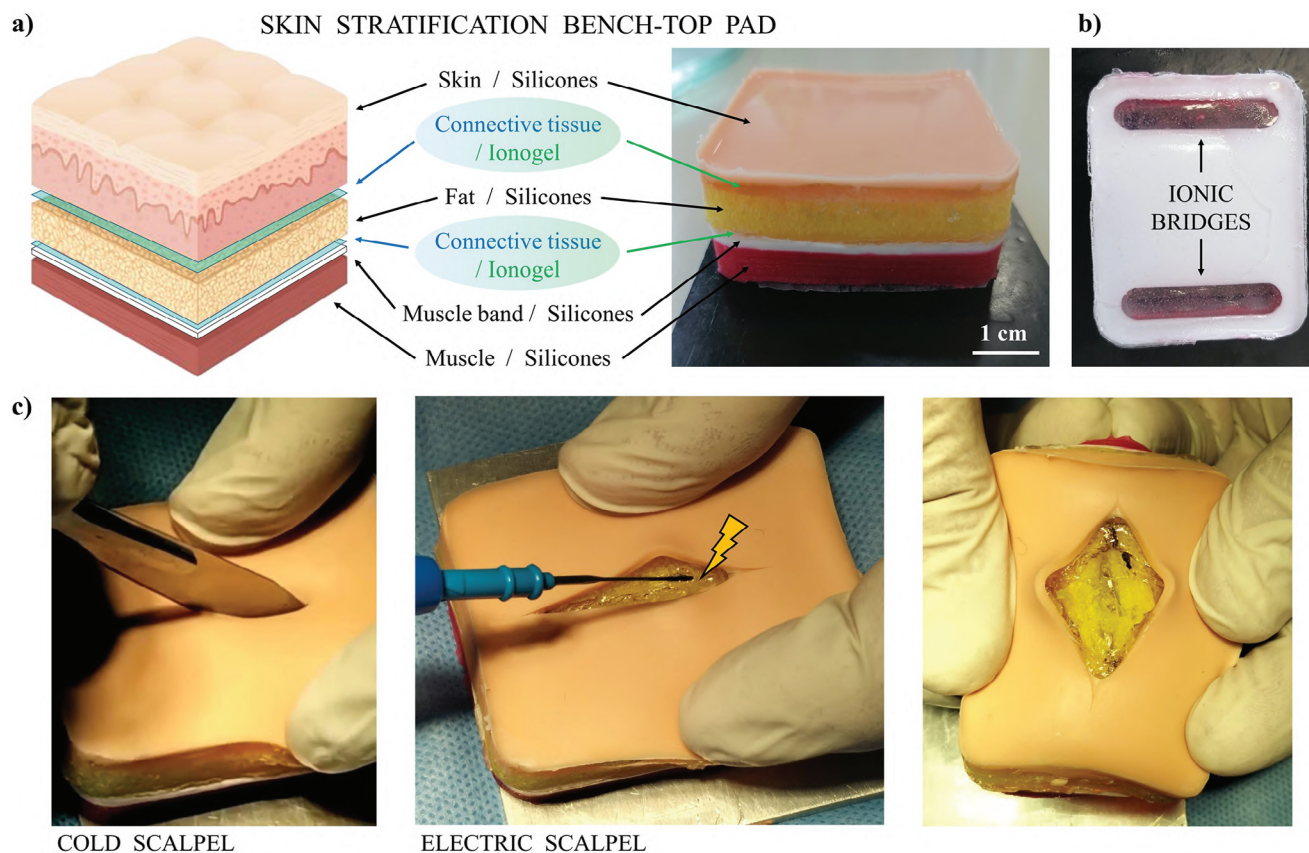 a)
SKIN STRATIFICATION BENCH-TOP PAD
b)
Skin / Silicones
Connective tissue
/ Ionogel
Fat / Silicones
Connective tissue
/ Ionogel
Muscle band / Silicones
Muscle / Silicones
1 cm
IONIC
BRIDGES
c)
COLD SCALPEL
ELECTRIC SCALPEL